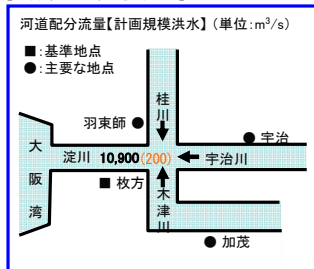 河道配分流量【計画規模洪水】（単位：m³/s）
■：基準地点
●：主要な地点
桂川
羽束師●
●宇治
大阪湾
淀川 10,900(200)
宇治川
■枚方
木津川
●加茂